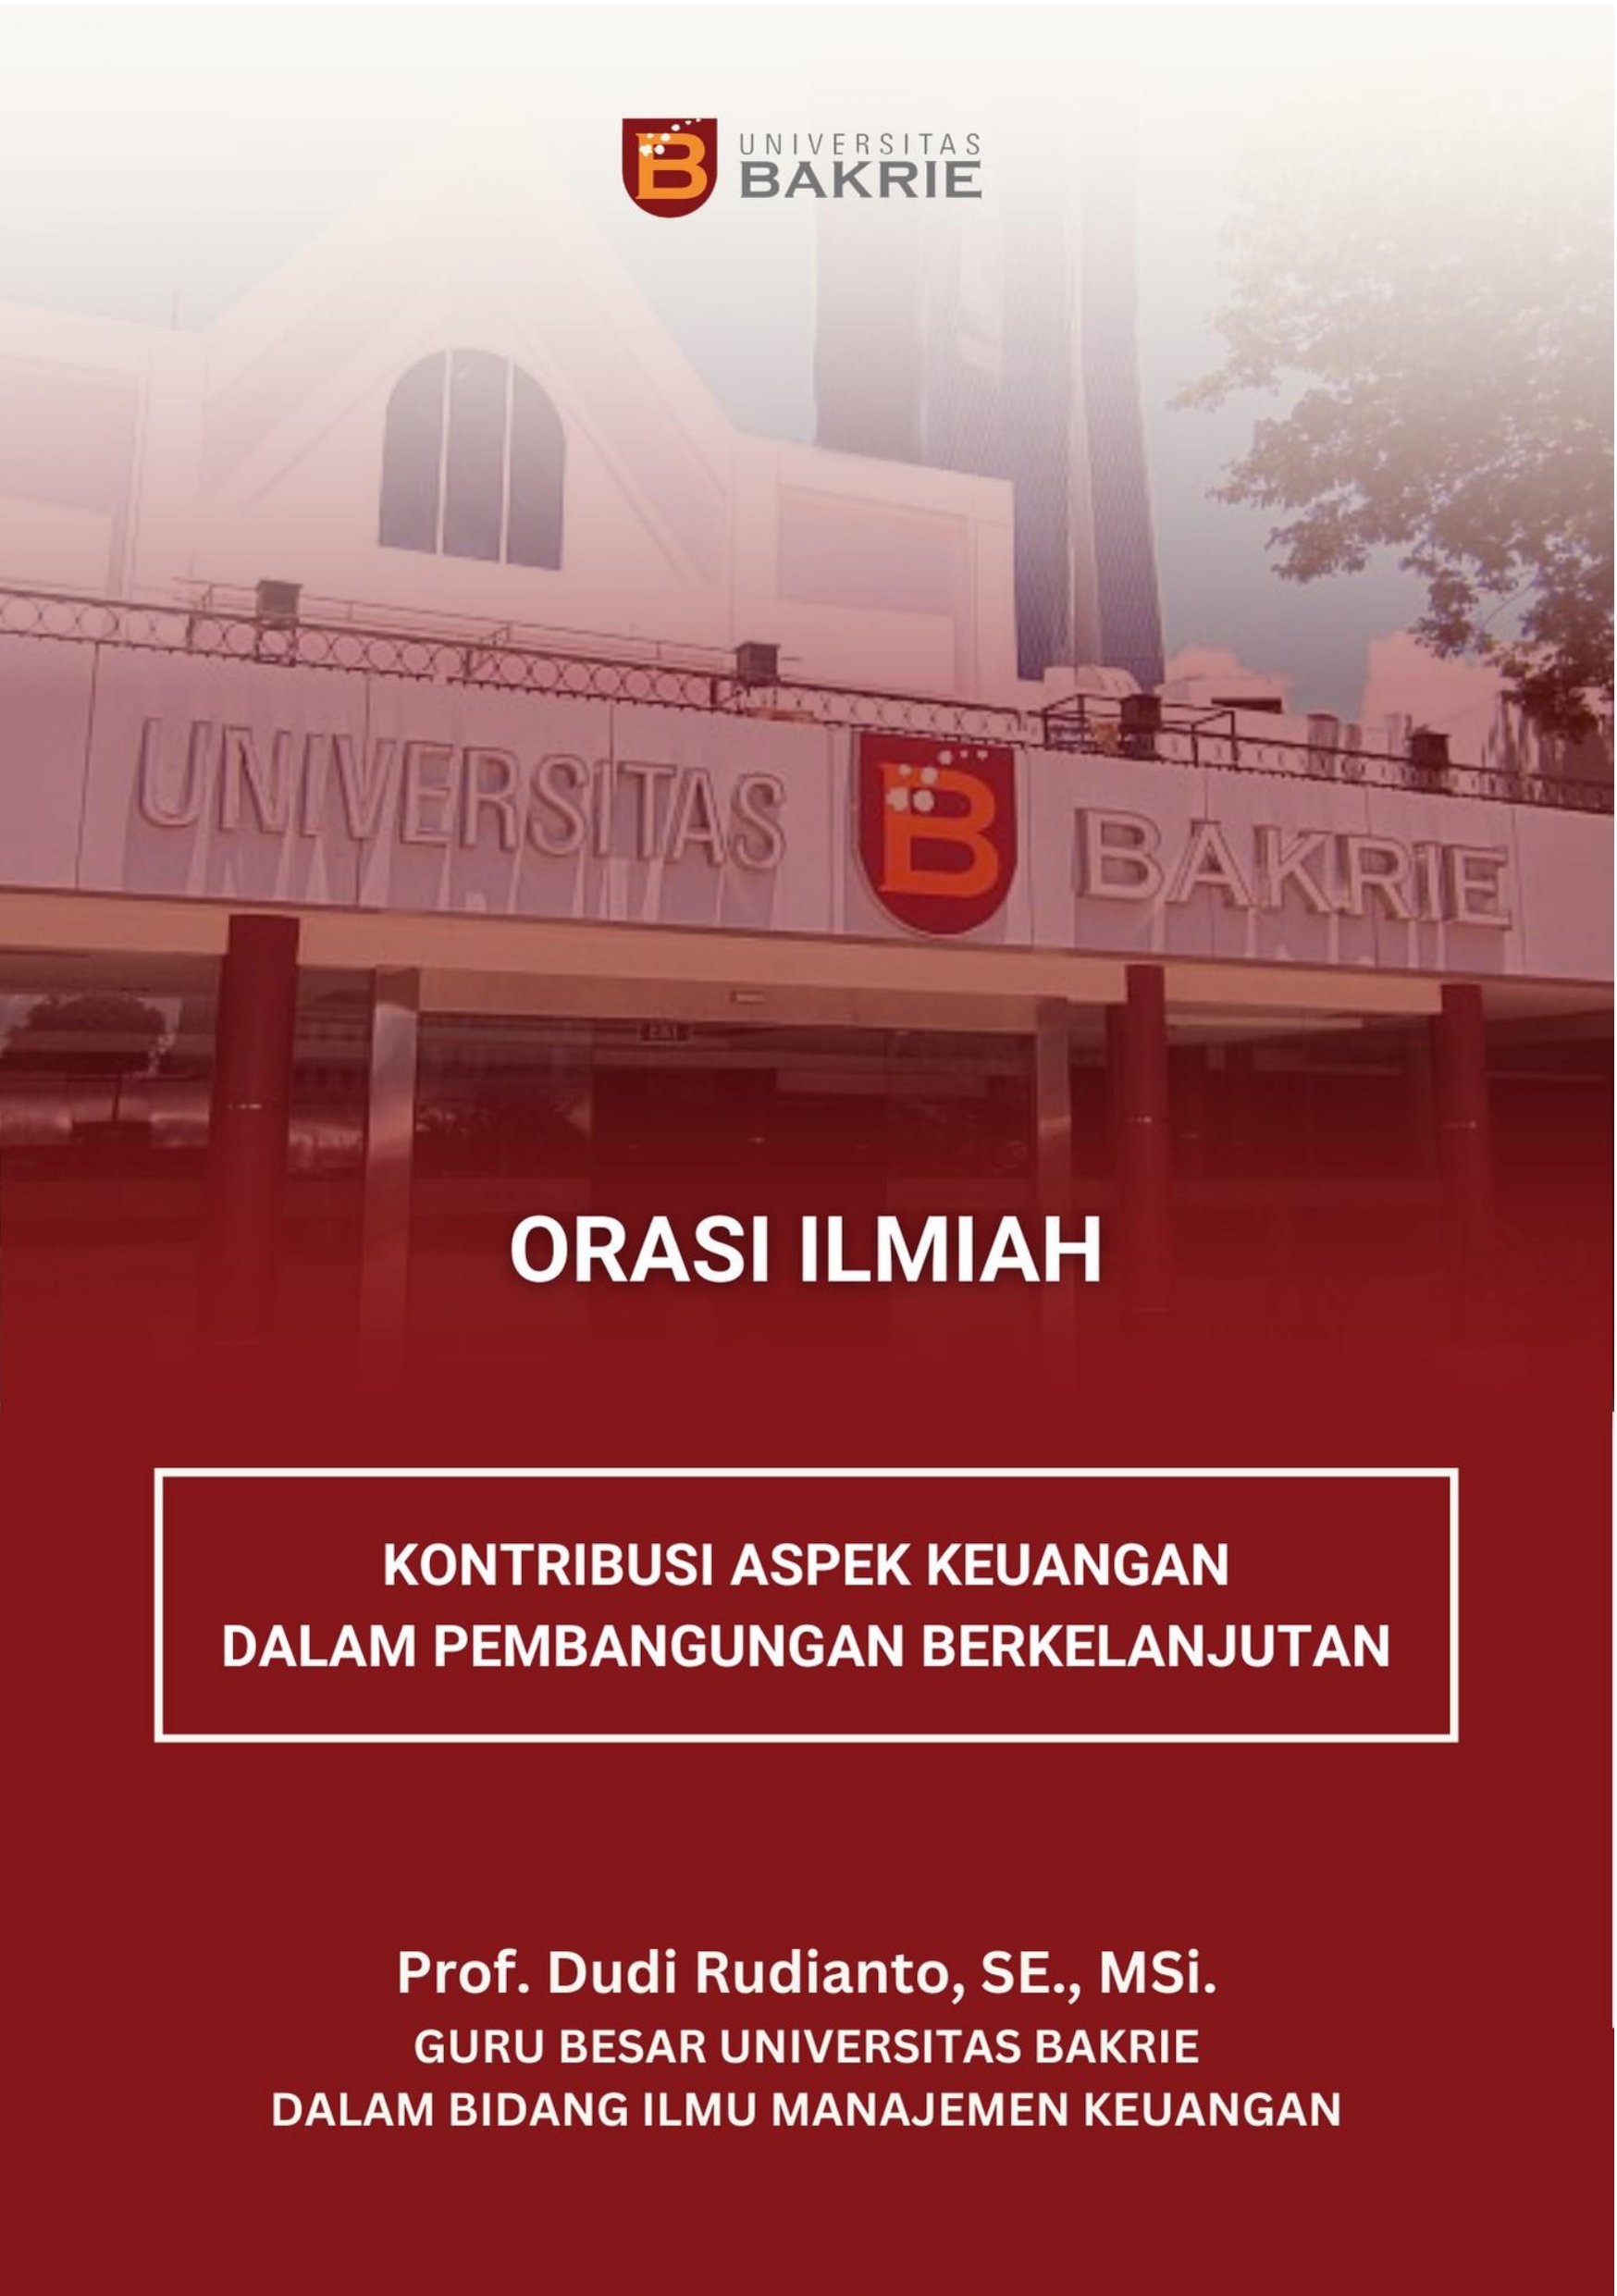 UNIVERSITAS
BAKRIE
UNIVERSITAS B BAKRIE
EXIT
ORASI ILMIAH
KONTRIBUSI ASPEK KEUANGAN
DALAM PEMBANGUNGAN BERKELANJUTAN
Prof. Dudi Rudianto, SE., MSi.
GURU BESAR UNIVERSITAS BAKRIE
DALAM BIDANG ILMU MANAJEMEN KEUANGAN